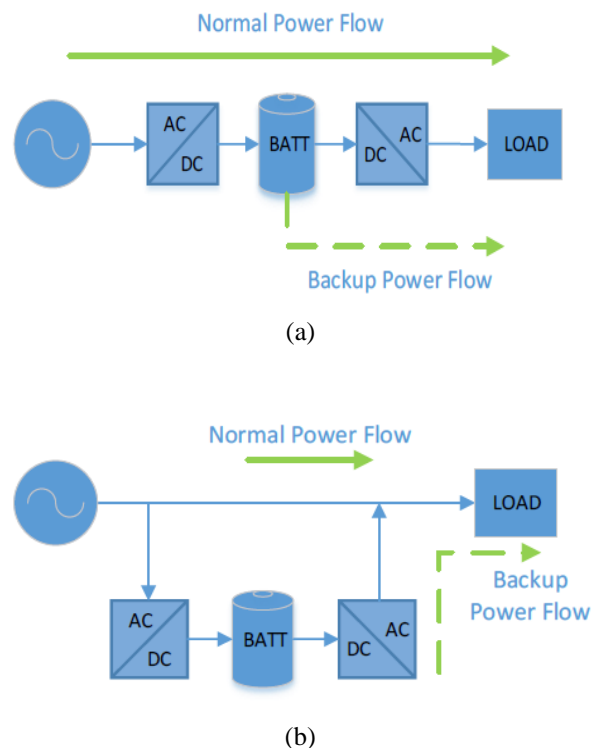 Normal Power Flow
AC
DC
BATT
DC
AC
LOAD
Backup Power Flow
(a)
Normal Power Flow
LOAD
Backup
Power Flow
AC
DC
BATT
DC
AC
(b)